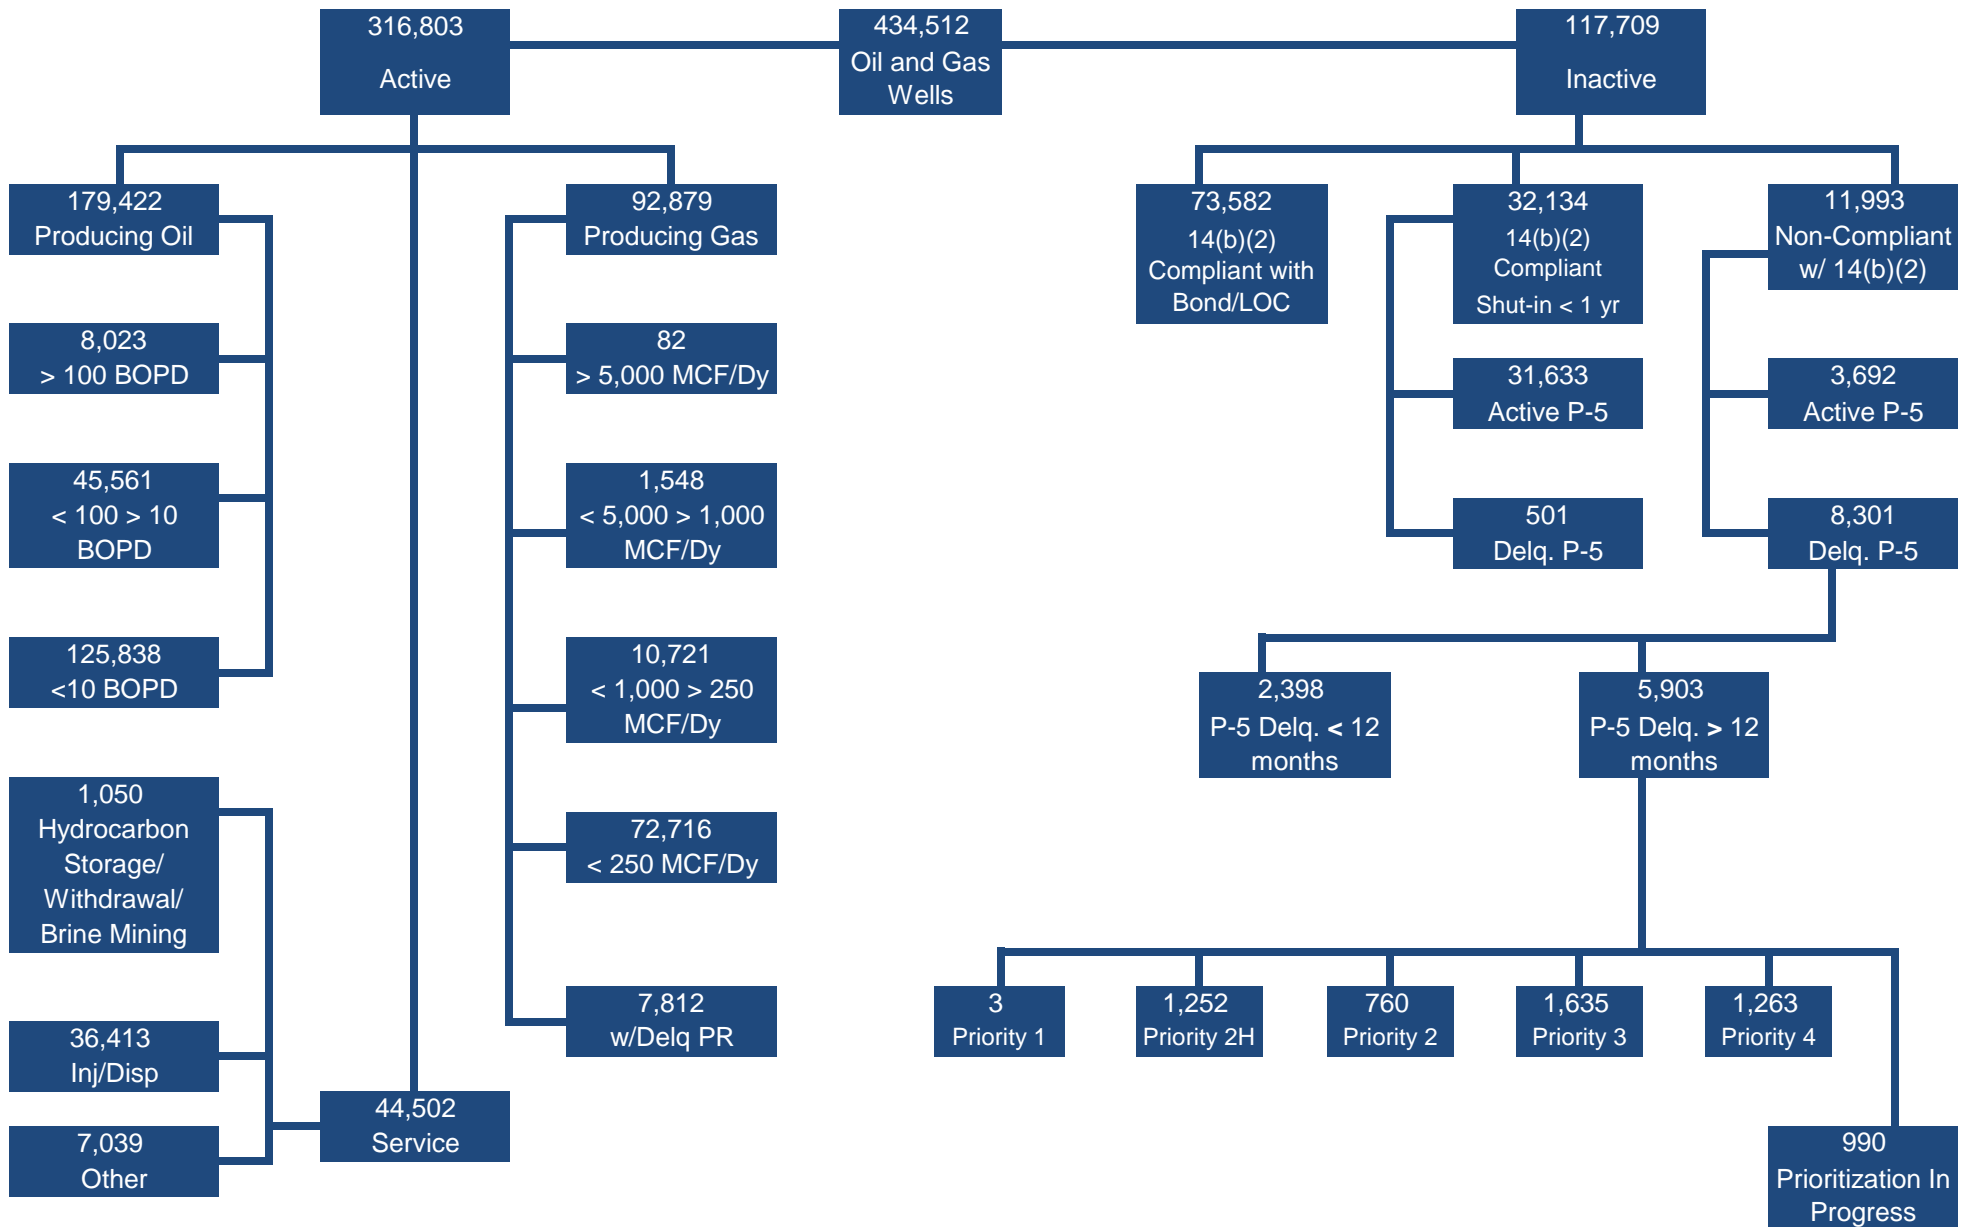 316,803
Active
434,512
Oil and Gas
Wells
117,709
Inactive
179,422
Producing Oil
92,879
Producing Gas
73,582
14(b)(2)
Compliant with
Bond/LOC
32,134
14(b)(2)
Compliant
Shut-in < 1 yr
11,993
Non-Compliant
w/ 14(b)(2)
8,023
> 100 BOPD
82
> 5,000 MCF/Dy
31,633
Active P-5
3,692
Active P-5
45,561
< 100 > 10
BOPD
1,548
< 5,000 > 1,000
MCF/Dy
501
Delq. P-5
8,301
Delq. P-5
125,838
<10 BOPD
10,721
< 1,000 > 250
MCF/Dy
2,398
P-5 Delq. < 12
months
5,903
P-5 Delq. > 12
months
1,050
Hydrocarbon
Storage/
Withdrawal/
Brine Mining
72,716
< 250 MCF/Dy
7,812
w/Delq PR
3
Priority 1
1,252
Priority 2H
760
Priority 2
1,635
Priority 3
1,263
Priority 4
36,413
Inj/Disp
44,502
Service
7,039
Other
990
Prioritization In
Progress